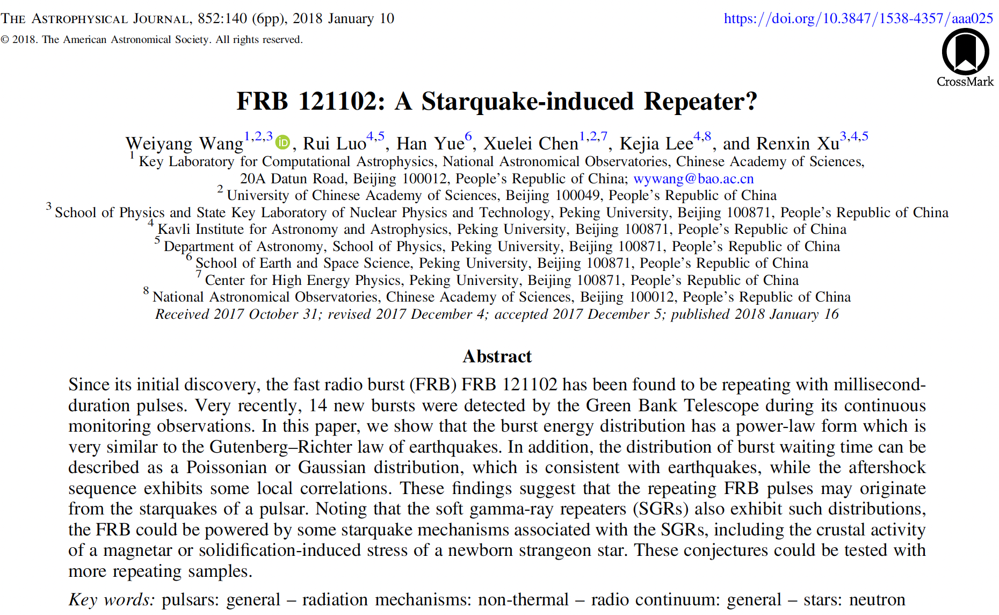 THE ASTROPHYSICAL JOURNAL, 852:140 (6pp), 2018 January 10
https://doi.org/10.3847/1538-4357/aaa025
© 2018. The American Astronomical Society. All rights reserved.
CrossMark
FRB 121102: A Starquake-induced Repeater?
Weiyang Wang1,2,3 iD, Rui Luo4,5, Han Yue6, Xuelei Chen1,2,7, Kejia Lee4,8, and Renxin Xu3,4,5
1 Key Laboratory for Computational Astrophysics, National Astronomical Observatories, Chinese Academy of Sciences,
20A Datun Road, Beijing 100012, People's Republic of China; wywang@bao.ac.cn
2 University of Chinese Academy of Sciences, Beijing 100049, People's Republic of China
3 School of Physics and State Key Laboratory of Nuclear Physics and Technology, Peking University, Beijing 100871, People's Republic of China
4 Kavli Institute for Astronomy and Astrophysics, Peking University, Beijing 100871, People's Republic of China
5 Department of Astronomy, School of Physics, Peking University, Beijing 100871, People's Republic of China
6 School of Earth and Space Science, Peking University, Beijing 100871, People's Republic of China
7 Center for High Energy Physics, Peking University, Beijing 100871, People's Republic of China
8 National Astronomical Observatories, Chinese Academy of Sciences, Beijing 100012, People's Republic of China
Received 2017 October 31; revised 2017 December 4; accepted 2017 December 5; published 2018 January 16
Abstract
Since its initial discovery, the fast radio burst (FRB) FRB 121102 has been found to be repeating with millisecond-
duration pulses. Very recently, 14 new bursts were detected by the Green Bank Telescope during its continuous
monitoring observations. In this paper, we show that the burst energy distribution has a power-law form which is
very similar to the Gutenberg–Richter law of earthquakes. In addition, the distribution of burst waiting time can be
described as a Poissonian or Gaussian distribution, which is consistent with earthquakes, while the aftershock
sequence exhibits some local correlations. These findings suggest that the repeating FRB pulses may originate
from the starquakes of a pulsar. Noting that the soft gamma-ray repeaters (SGRs) also exhibit such distributions,
the FRB could be powered by some starquake mechanisms associated with the SGRs, including the crustal activity
of a magnetar or solidification-induced stress of a newborn strangeon star. These conjectures could be tested with
more repeating samples.
Key words: pulsars: general – radiation mechanisms: non-thermal – radio continuum: general – stars: neutron